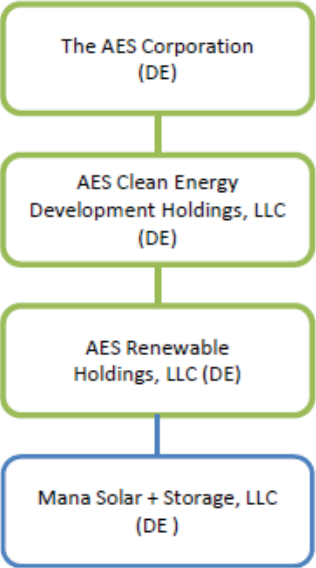 The AES Corporation
(DE)
AES Clean Energy
Development Holdings, LLC
(DE)
AES Renewable
Holdings, LLC (DE)
Mana Solar + Storage, LLC
(DE )